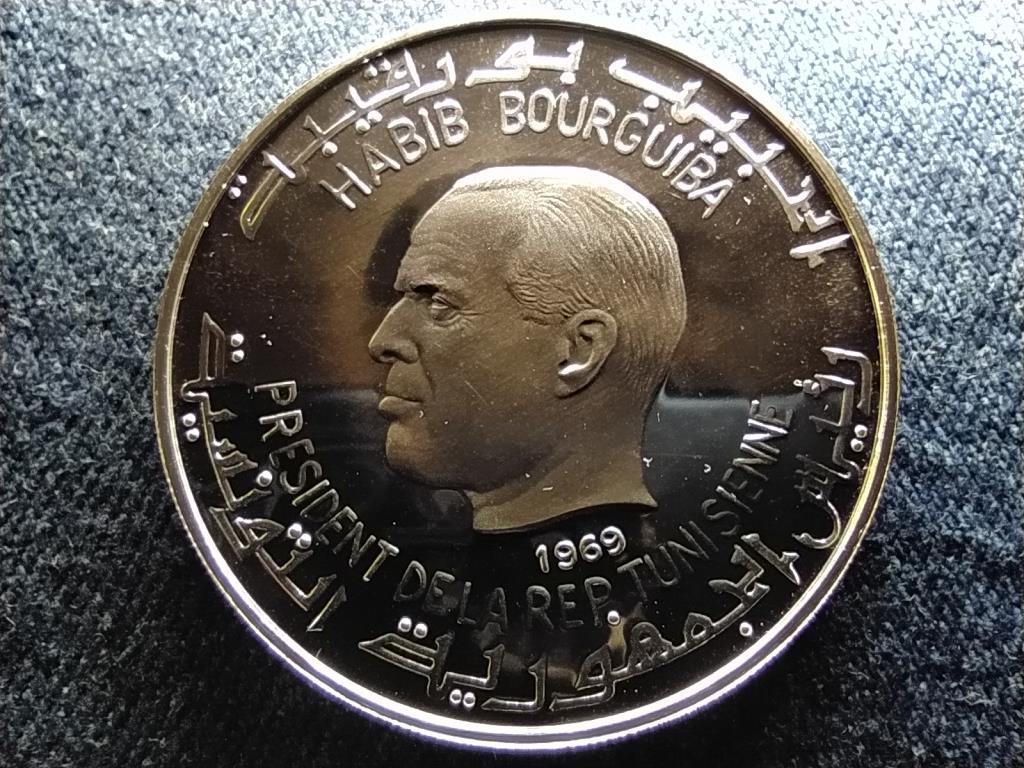 الحبيب بورقيبة
HABIB BOURGUIBA
1969
PRESIDENT DE LA REP. TUNISIENNE
رئيس الجمهورية التونسية